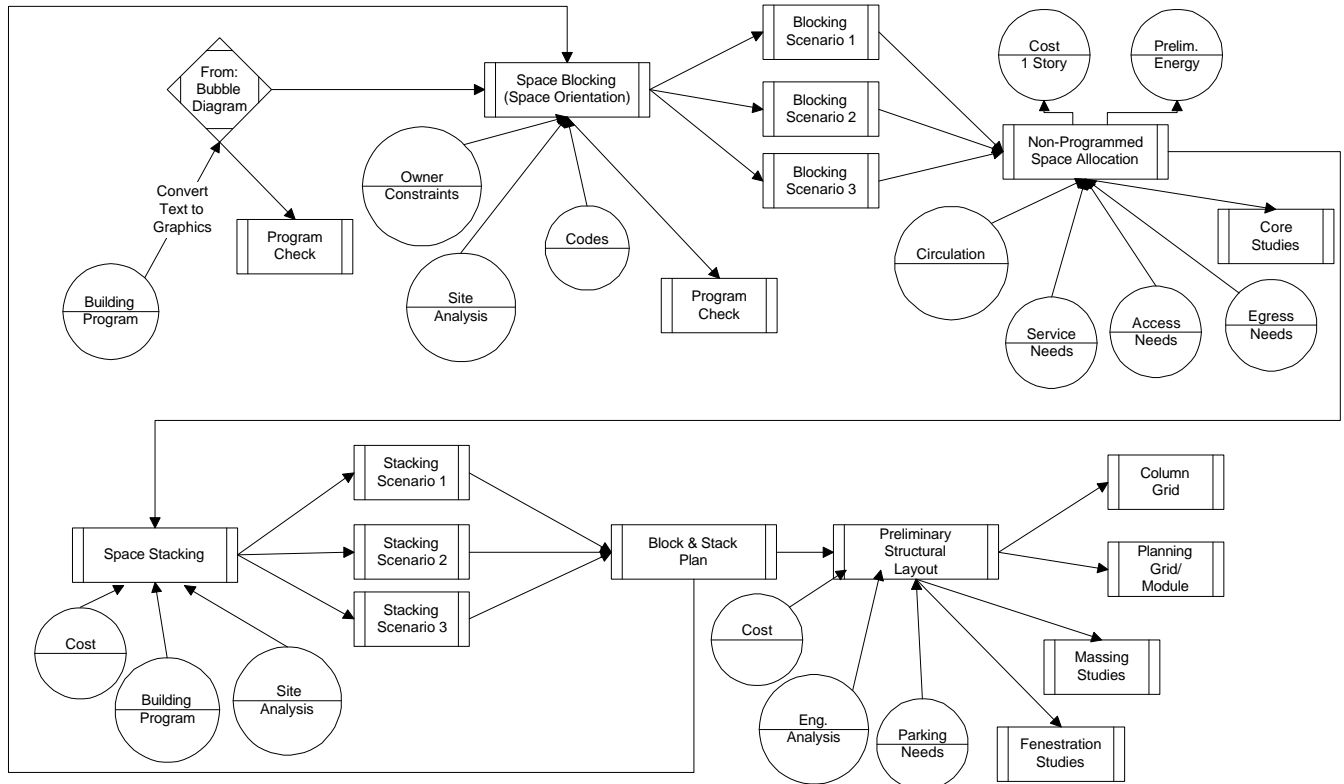 From:
Bubble
Diagram
Convert
Text to
Graphics
Building
Program
Program
Check
Space Blocking
(Space Orientation)
Owner
Constraints
Site
Analysis
Codes
Program
Check
Blocking
Scenario 1
Blocking
Scenario 2
Blocking
Scenario 3
Cost
1 Story
Prelim.
Energy
Non-Programmed
Space Allocation
Circulation
Service
Needs
Access
Needs
Egress
Needs
Core
Studies
Space Stacking
Cost
Building
Program
Site
Analysis
Stacking
Scenario 1
Stacking
Scenario 2
Stacking
Scenario 3
Block & Stack
Plan
Preliminary
Structural
Layout
Cost
Eng.
Analysis
Parking
Needs
Column
Grid
Planning
Grid/
Module
Massing
Studies
Fenestration
Studies